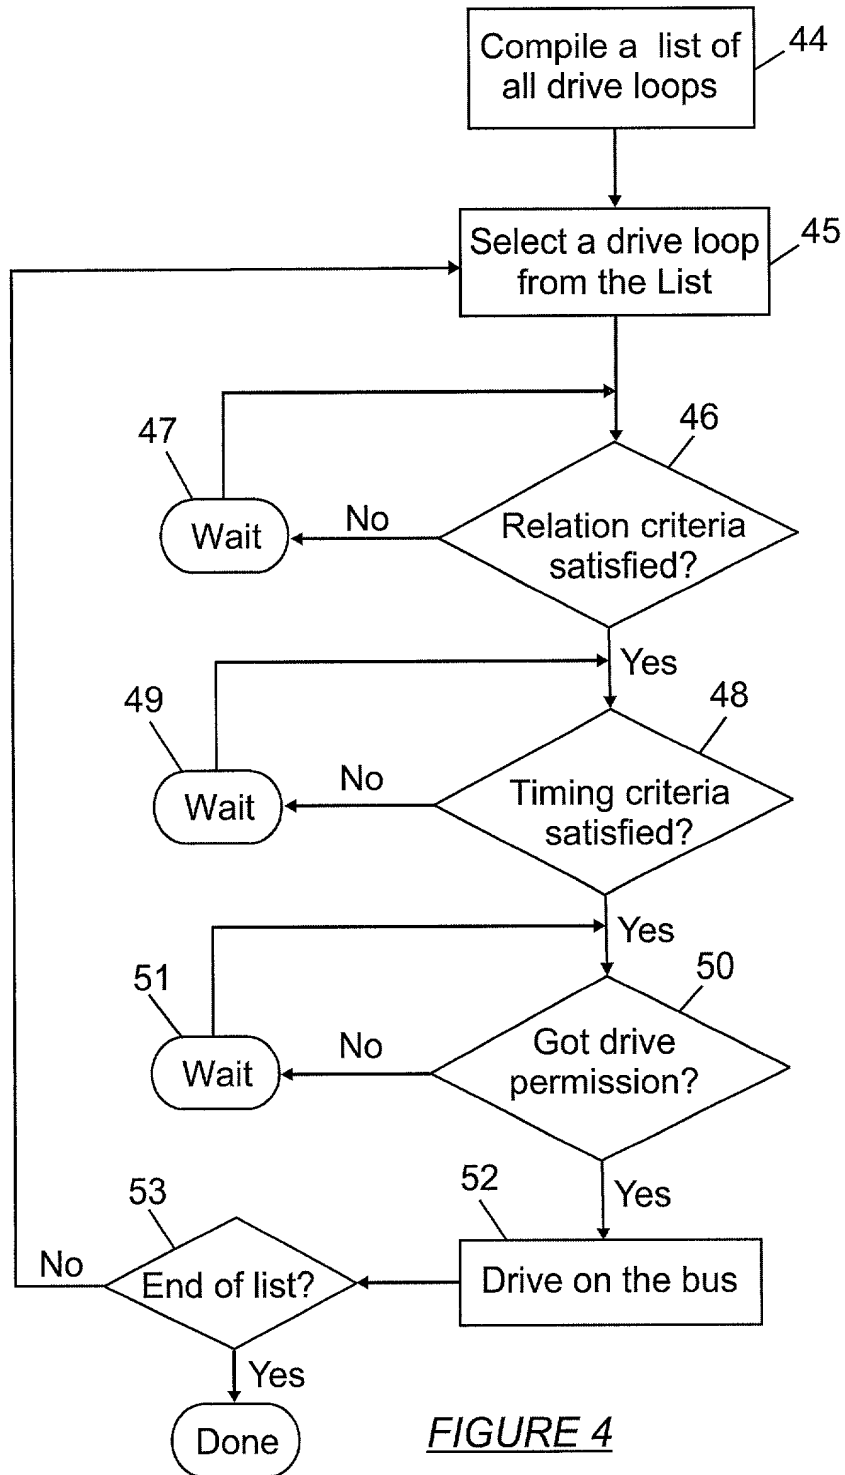 Compile a list of
all drive loops
44
Select a drive loop
from the List
45
46
47
Wait
No
Relation criteria
satisfied?
Yes
48
49
Wait
No
Timing criteria
satisfied?
Yes
50
51
Wait
No
Got drive
permission?
Yes
52
53
No
End of list?
Drive on the bus
Yes
Done
FIGURE 4